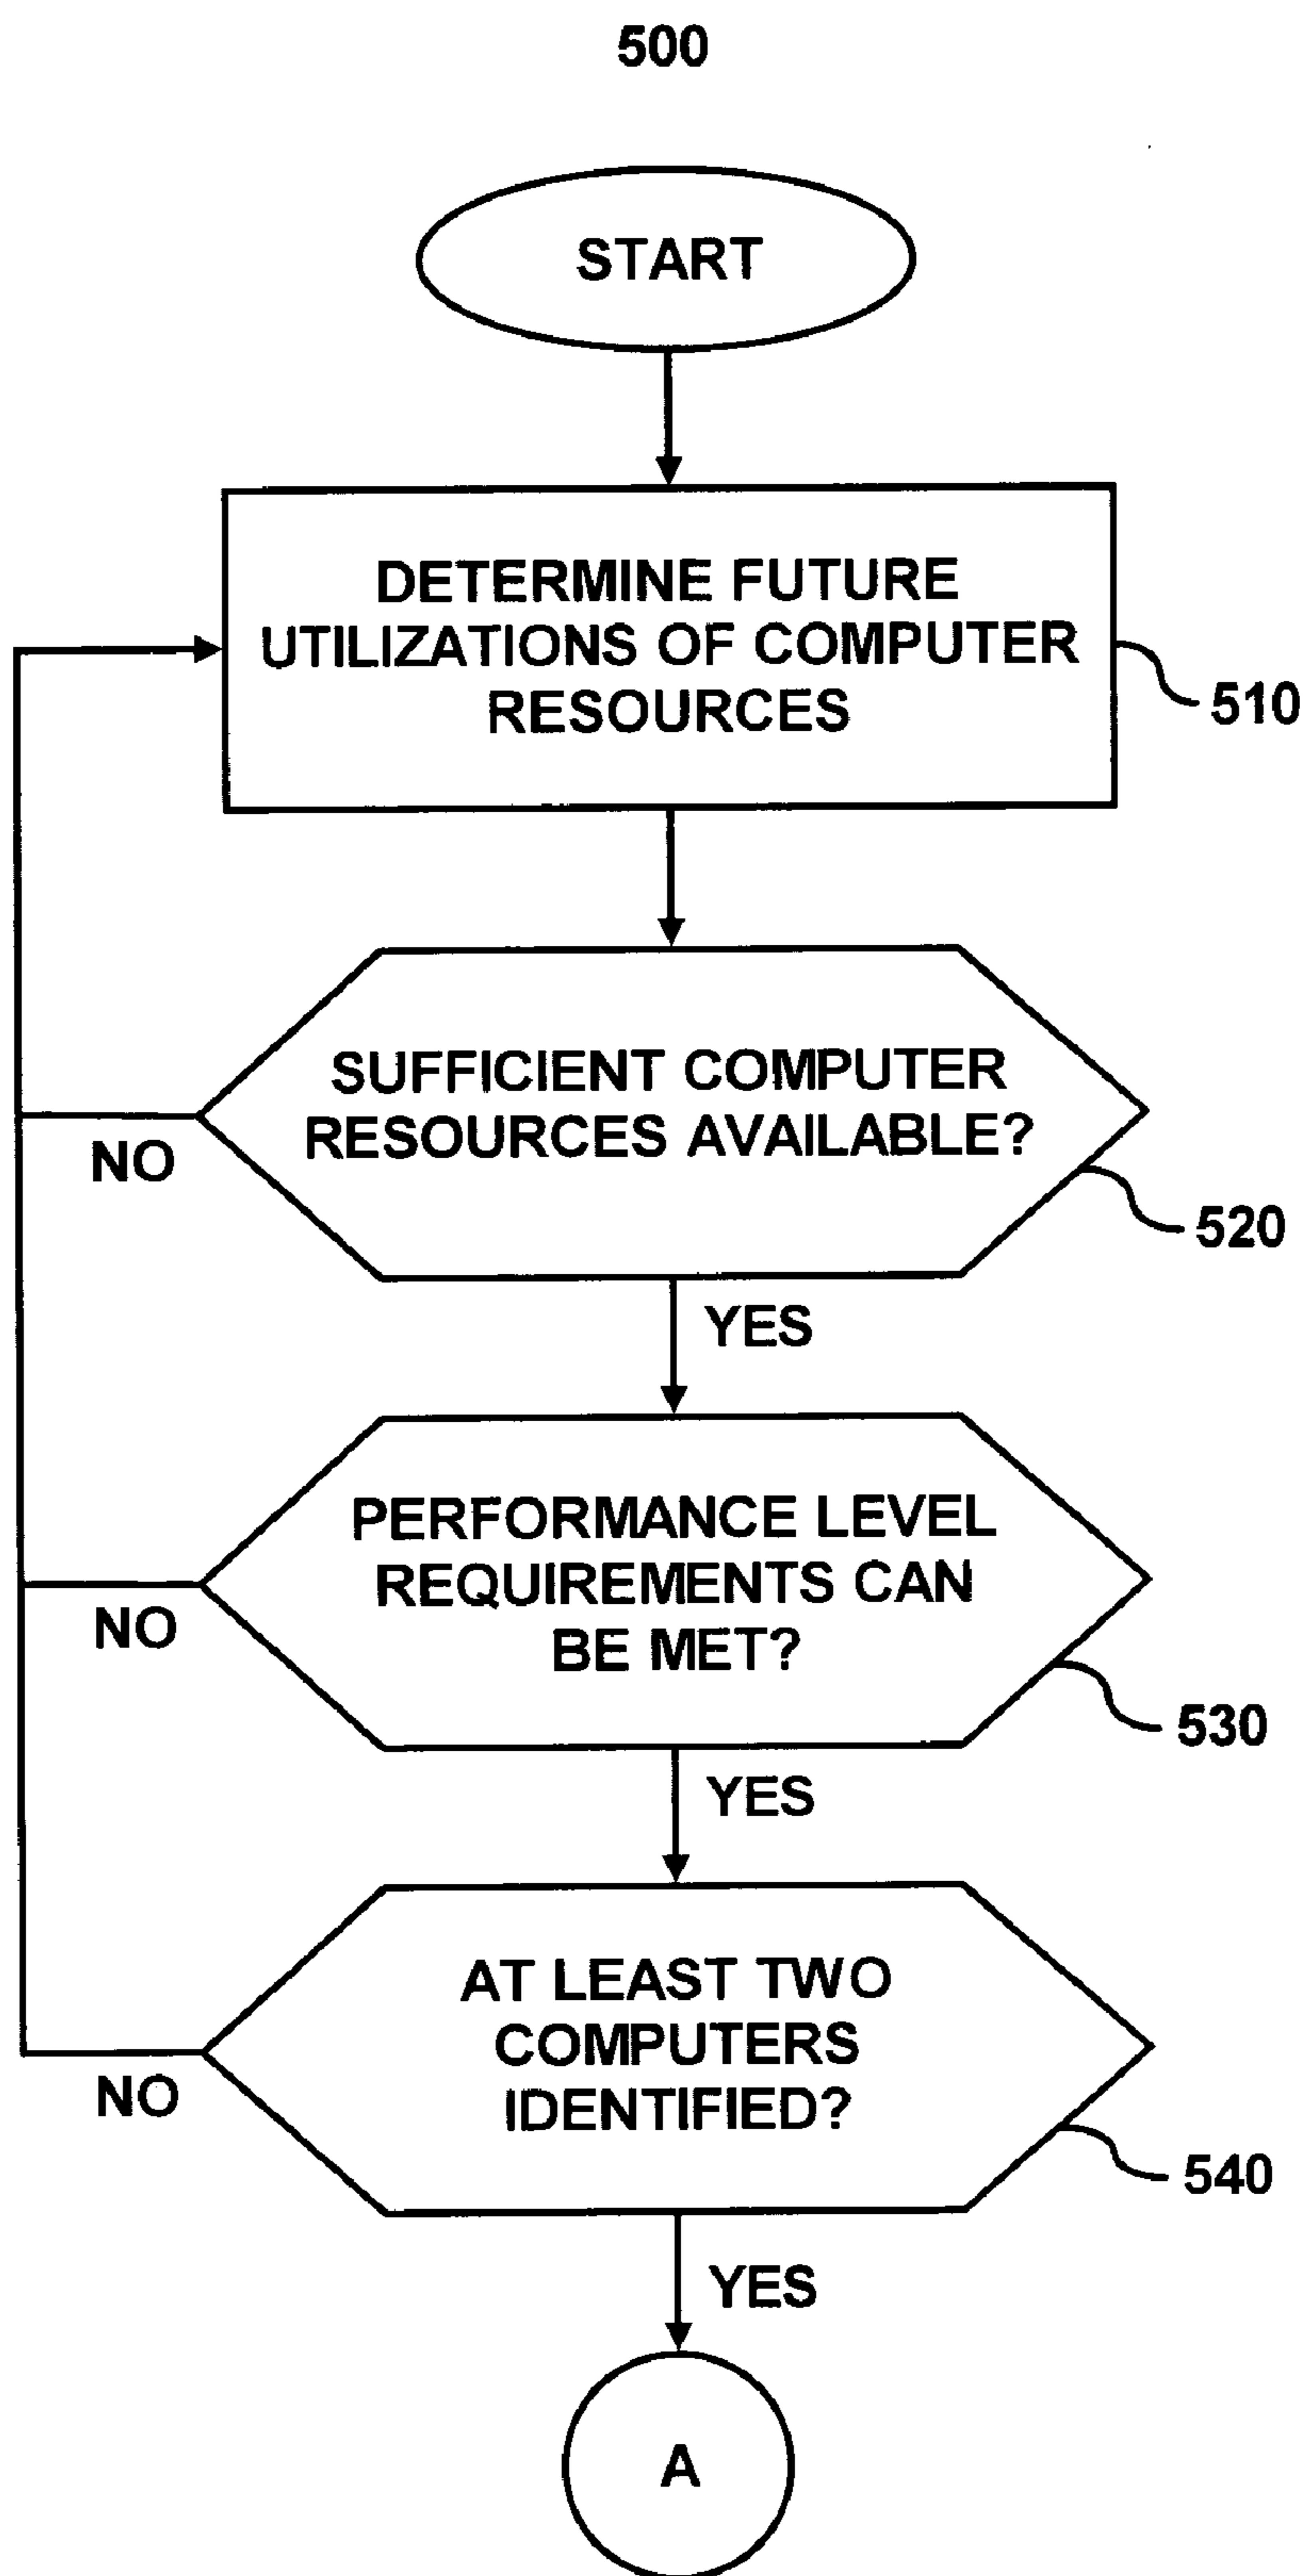 500
START
DETERMINE FUTURE
UTILIZATIONS OF COMPUTER
RESOURCES
510
SUFFICIENT COMPUTER
RESOURCES AVAILABLE?
NO
520
YES
PERFORMANCE LEVEL
REQUIREMENTS CAN
BE MET?
NO
530
YES
AT LEAST TWO
COMPUTERS
IDENTIFIED?
NO
540
YES
A